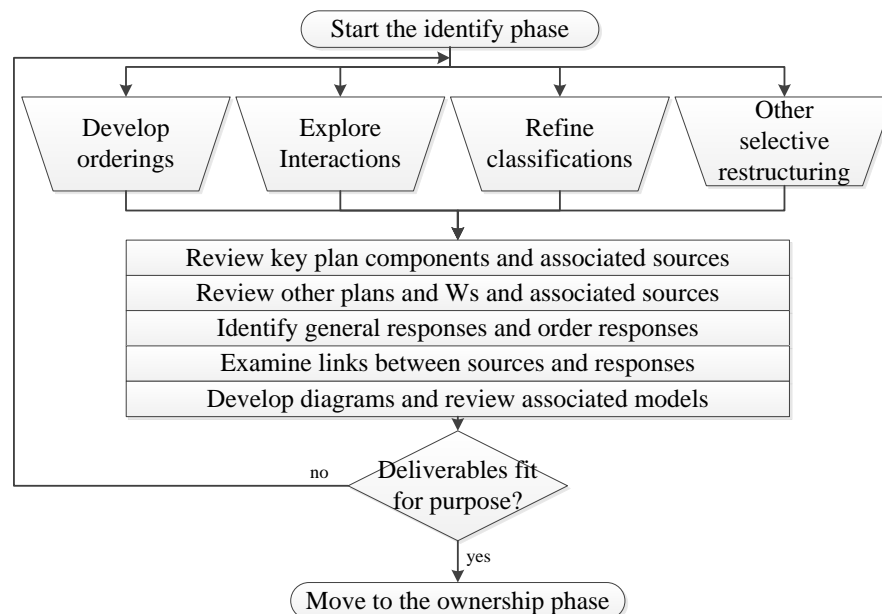 Start the identify phase
Develop
orderings
Explore
Interactions
Refine
classifications
Other
selective
restructuring
Review key plan components and associated sources
Review other plans and Ws and associated sources
Identify general responses and order responses
Examine links between sources and responses
Develop diagrams and review associated models
Deliverables fit
for purpose?
no
yes
Move to the ownership phase